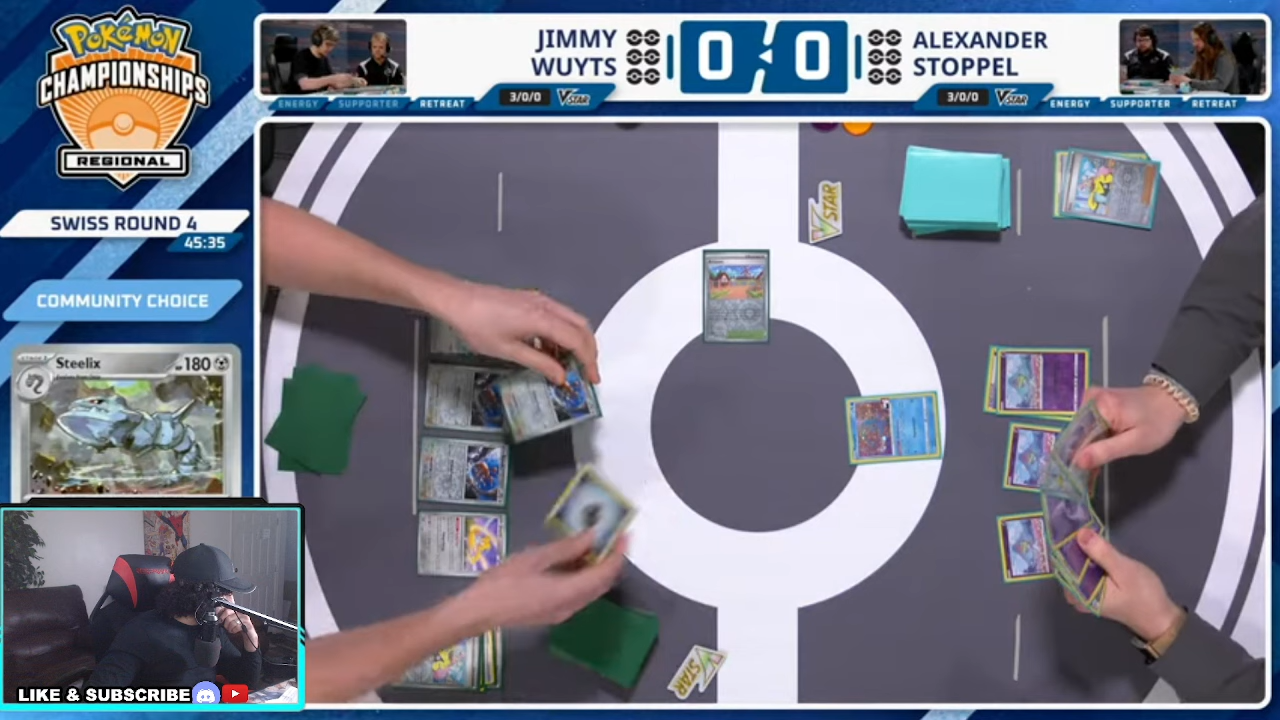 POKÉMON
CHAMPIONSHIPS
REGIONAL
SWISS ROUND 4
45:35
COMMUNITY CHOICE
Steelix
180
JIMMY
WUYTS
0
0
ALEXANDER
STOPPEL
ENERGY SUPPORTER RETREAT
3/0/0 VSTAR
3/0/0 VSTAR
ENERGY SUPPORTER RETREAT
VSTAR
VSTAR
LIKE & SUBSCRIBE